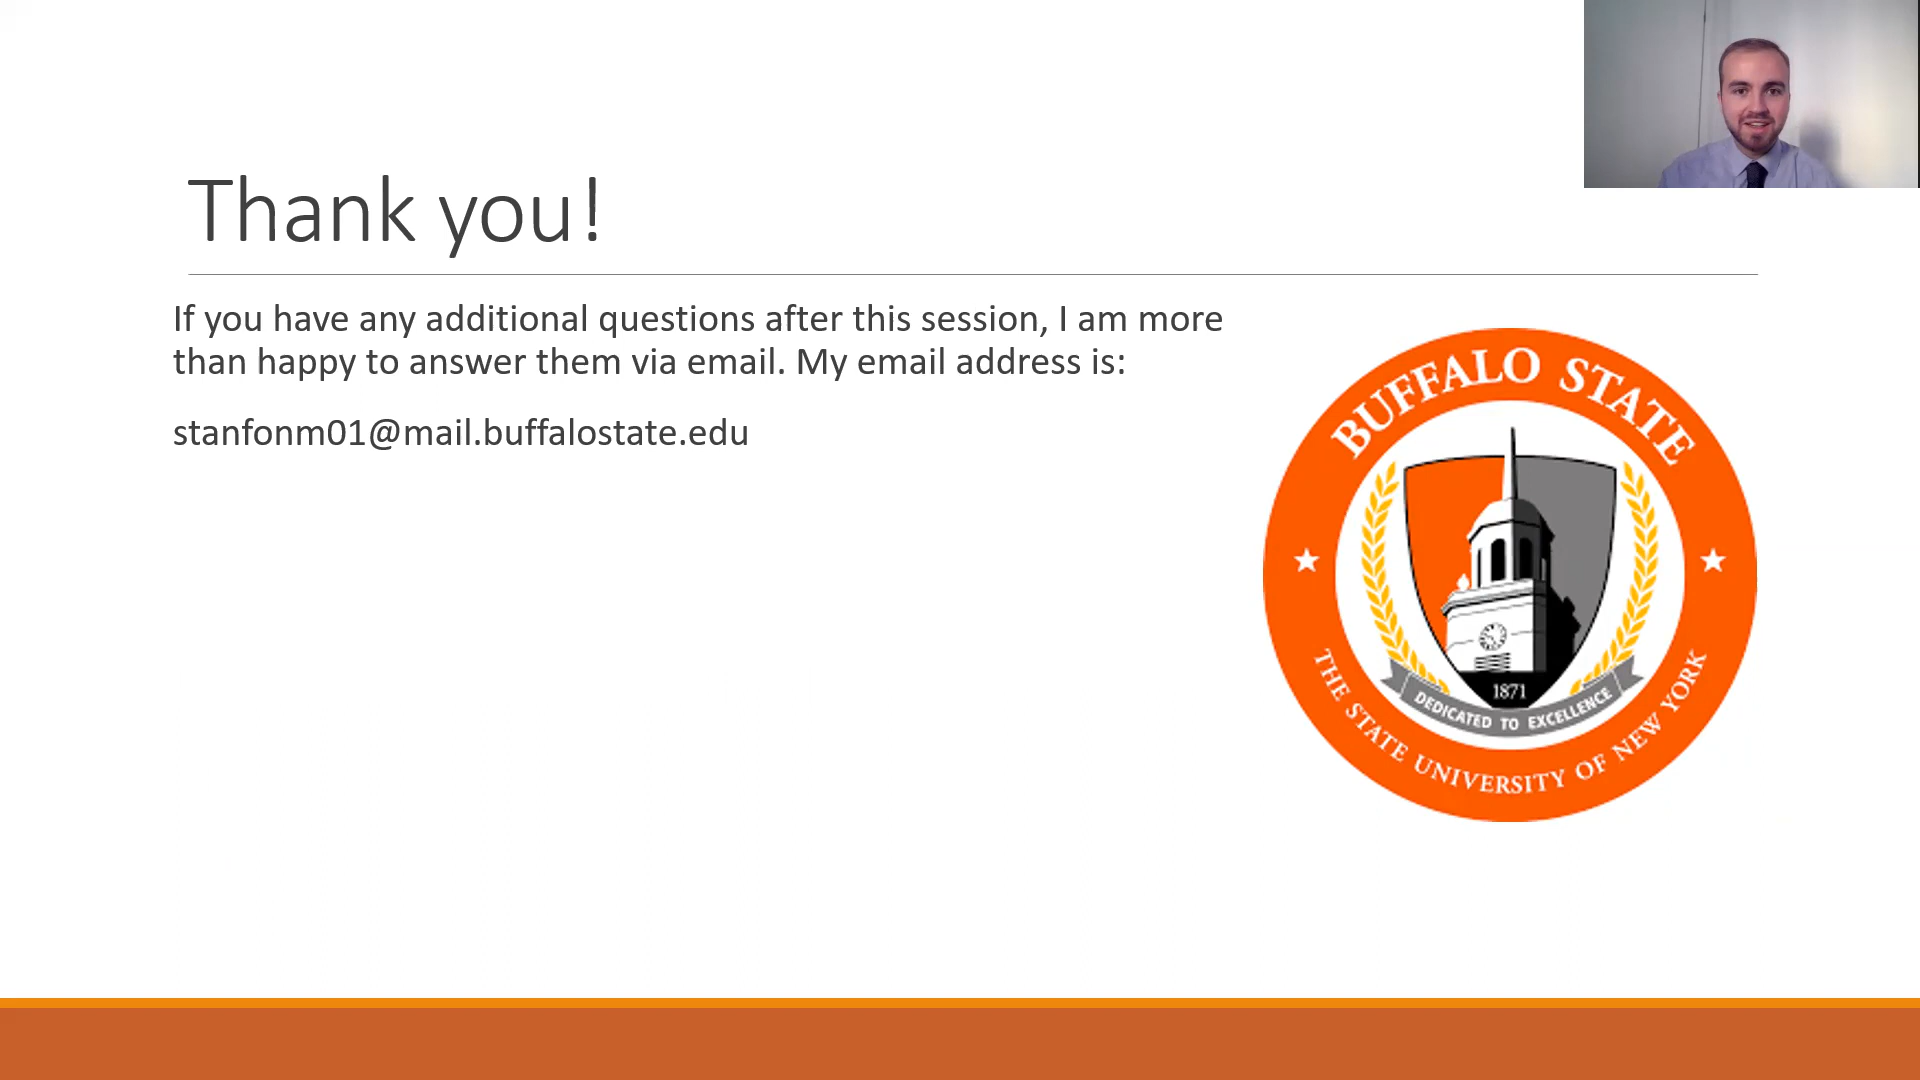 Thank you!
If you have any additional questions after this session, I am more
than happy to answer them via email. My email address is:
stanfonm01@mail.buffalostate.edu
BUFFALO STATE
1871
DEDICATED TO EXCELLENCE
THE STATE UNIVERSITY OF NEW YORK